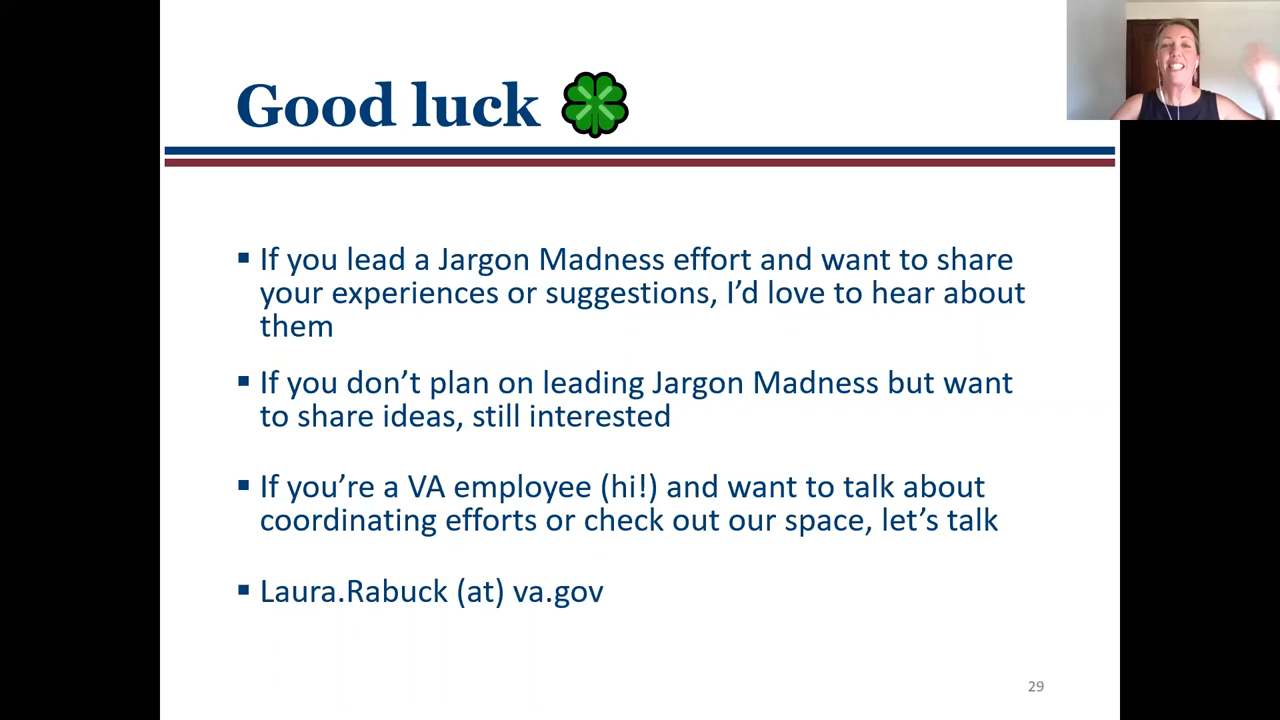 Good luck
▪ If you lead a Jargon Madness effort and want to share
your experiences or suggestions, I’d love to hear about
them
▪ If you don’t plan on leading Jargon Madness but want
to share ideas, still interested
▪ If you’re a VA employee (hi!) and want to talk about
coordinating efforts or check out our space, let’s talk
▪ Laura.Rabuck (at) va.gov
29